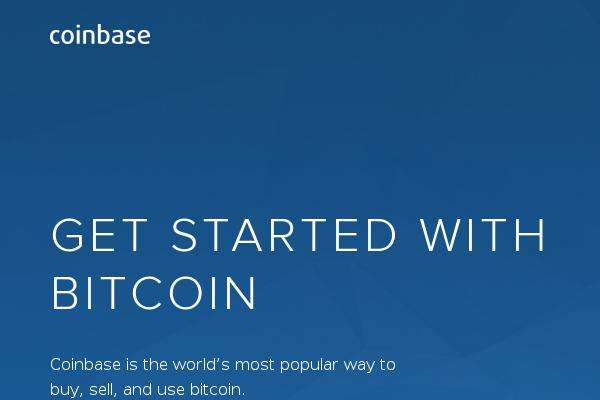 coinbase
GET STARTED WITH
BITCOIN
Coinbase is the world’s most popular way to
buy, sell, and use bitcoin.